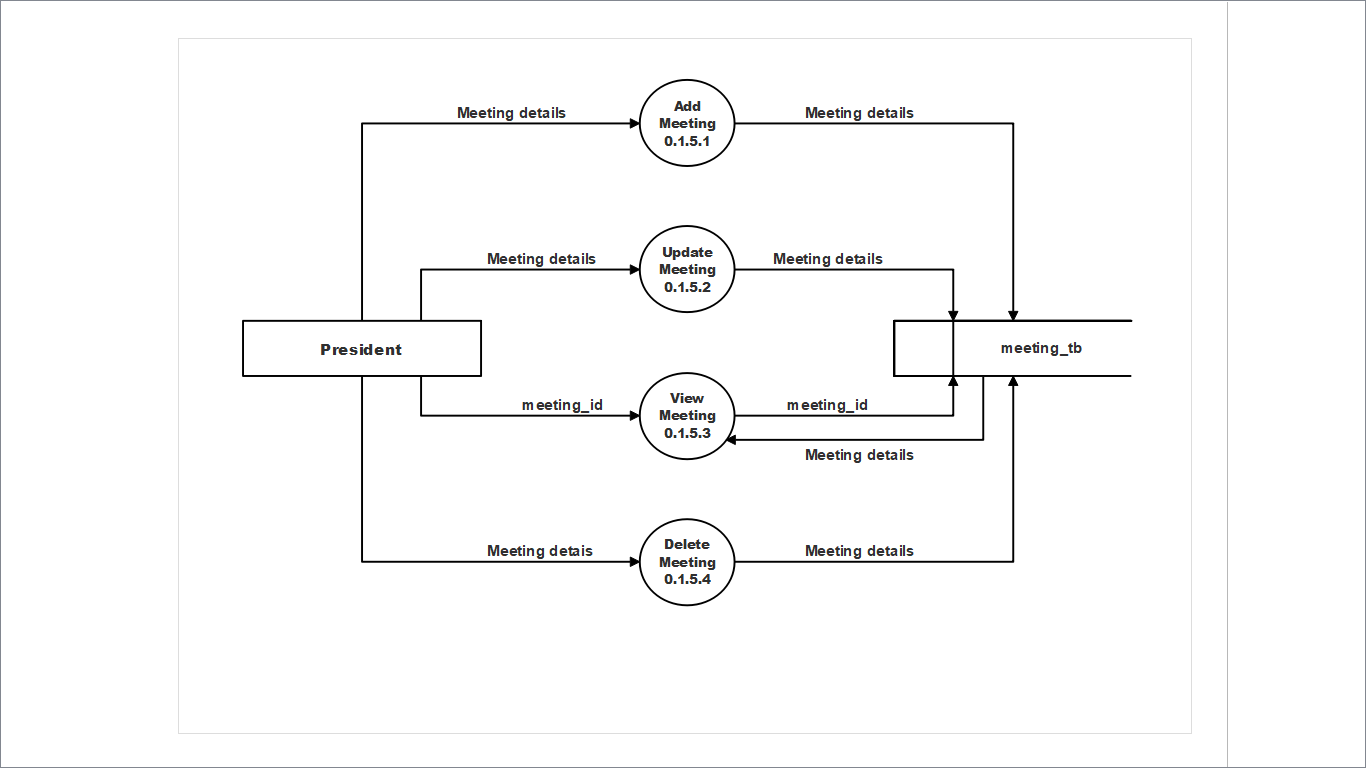 Meeting details
Add
Meeting
0.1.5.1
Meeting details
Meeting details
Update
Meeting
0.1.5.2
Meeting details
President
meeting_tb
meeting_id
View
Meeting
0.1.5.3
meeting_id
Meeting details
Meeting detais
Delete
Meeting
0.1.5.4
Meeting details